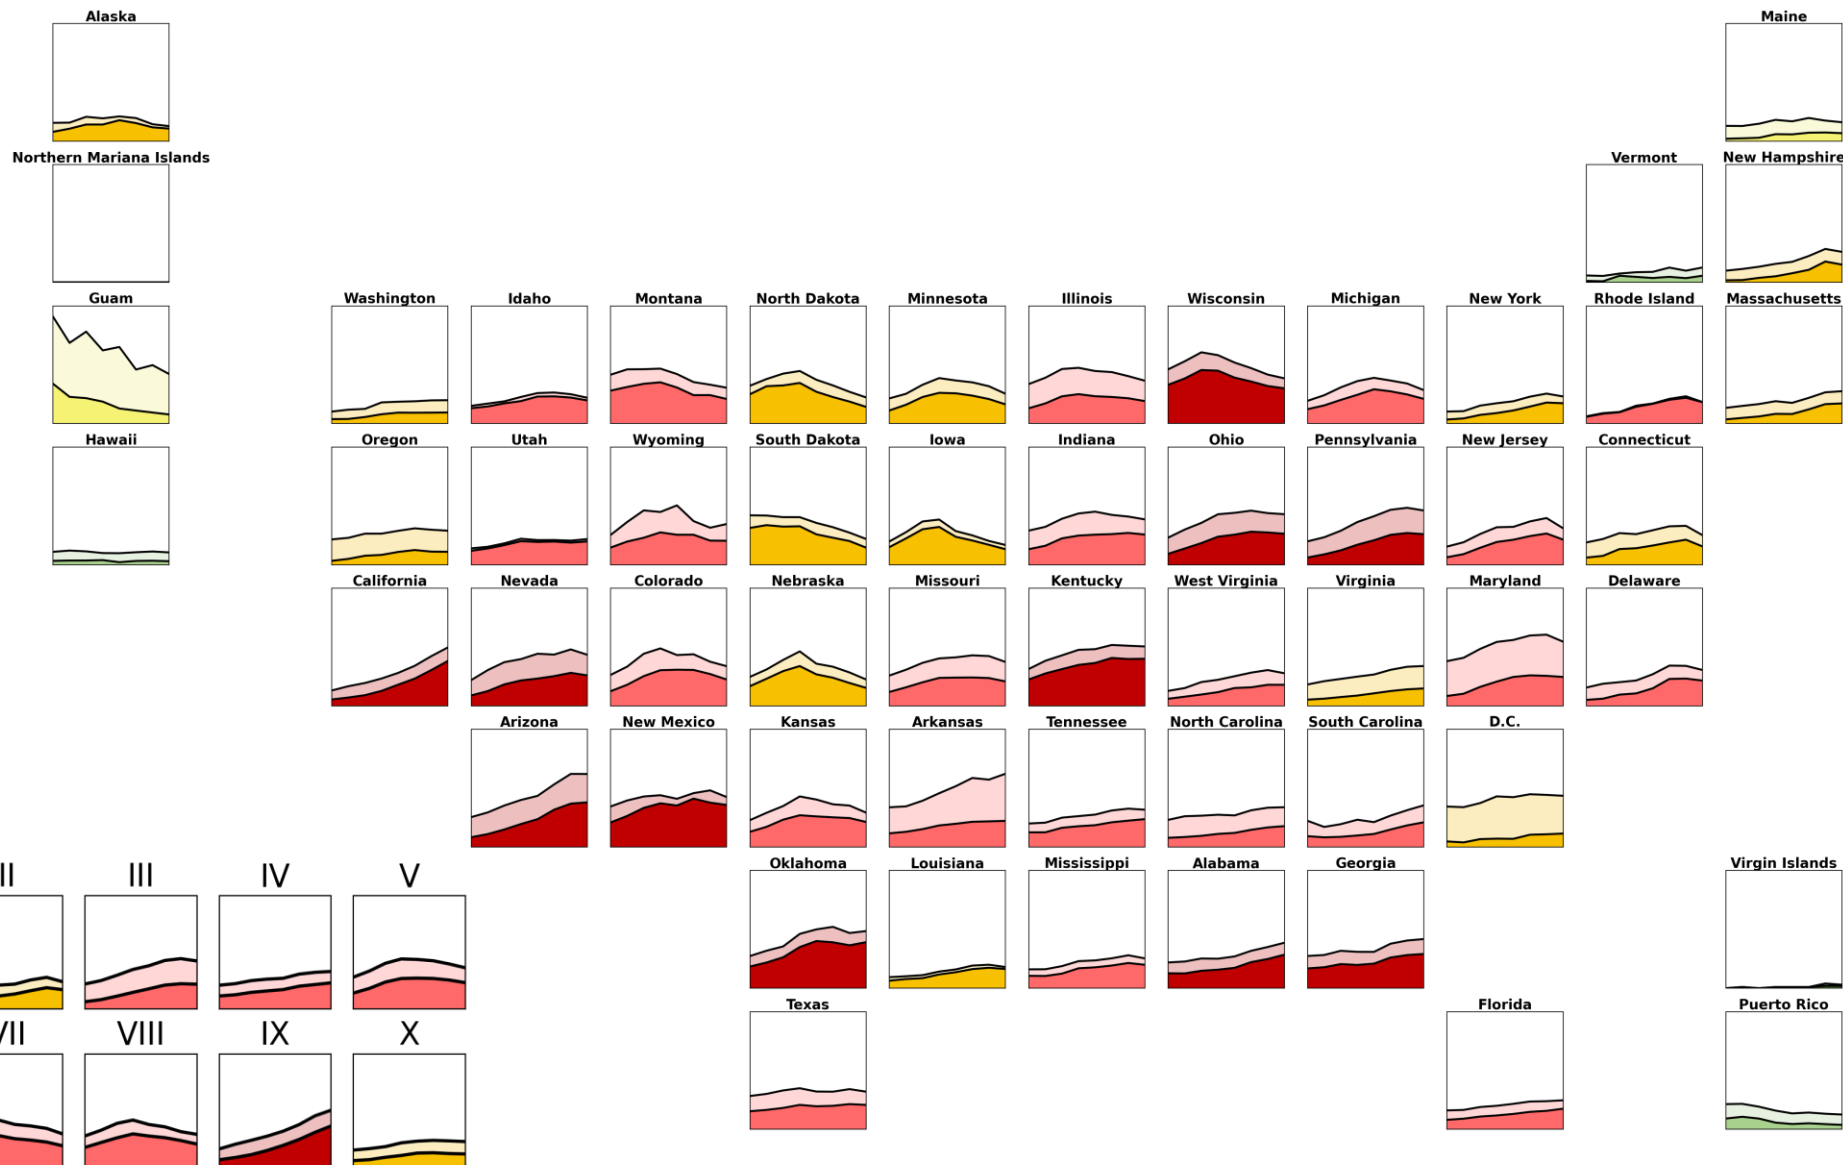 Alaska Maine
Northern Mariana Islands Vermont New Hampshire
Guam Washington Idaho Montana North Dakota Minnesota Illinois Wisconsin Michigan New York Rhode Island Massachusetts
Hawaii Oregon Utah Wyoming South Dakota Iowa Indiana Ohio Pennsylvania New Jersey Connecticut
California Nevada Colorado Nebraska Missouri Kentucky West Virginia Virginia Maryland Delaware
Arizona New Mexico Kansas Arkansas Tennessee North Carolina South Carolina D.C.
Oklahoma Louisiana Mississippi Alabama Georgia Virgin Islands
II III IV V
Texas Florida Puerto Rico
VII VIII IX X